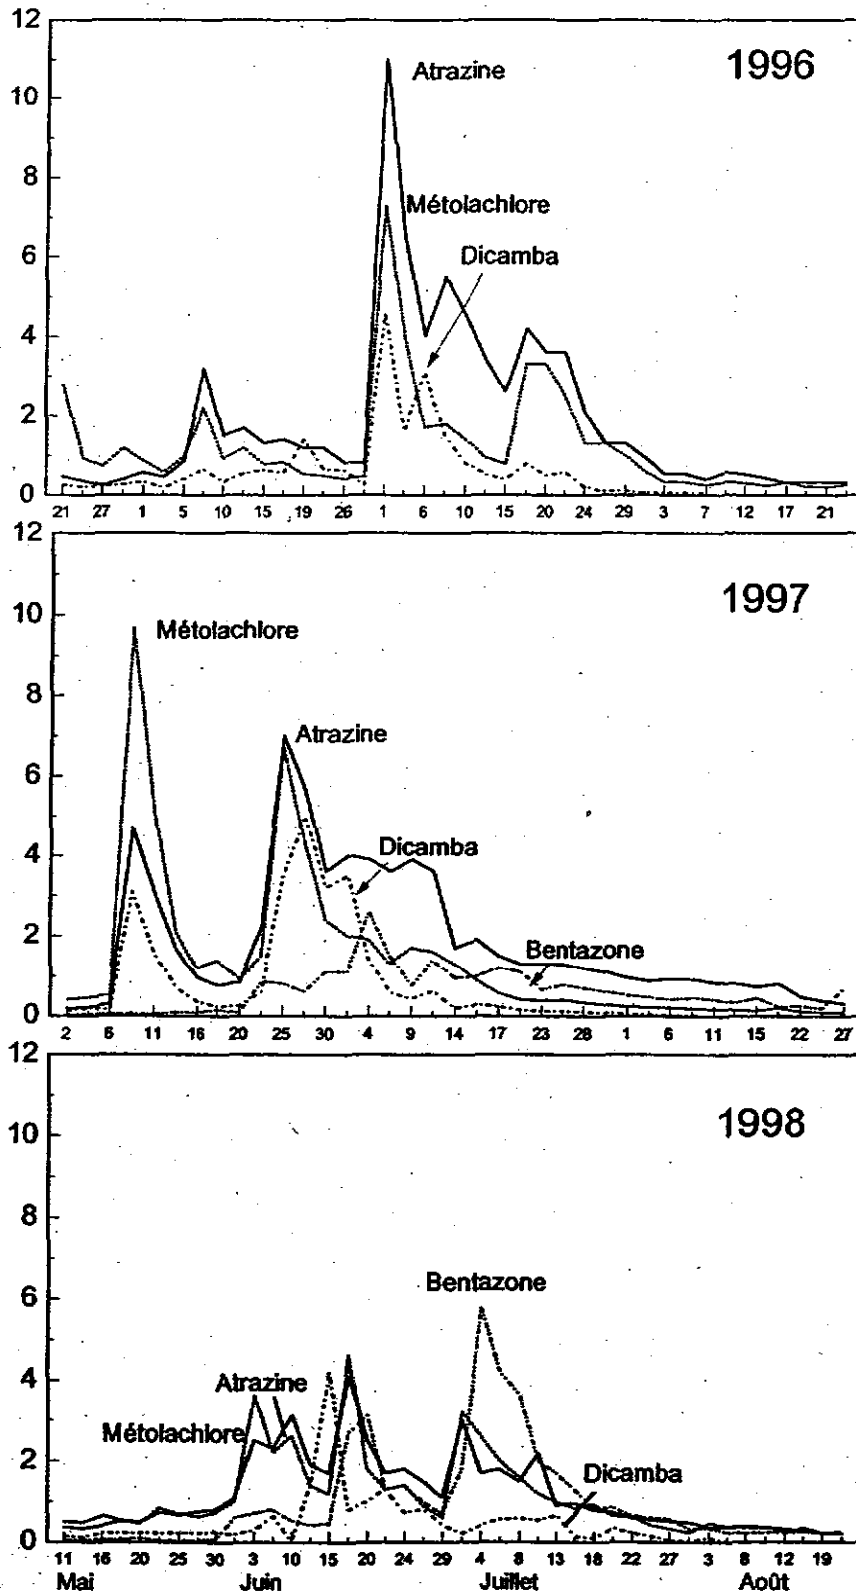 12
1996
Atrazine
10
8
Métolachlore
Dicamba
6
4
2
0
21 27 1 5 10 15 19 26 1 6 10 15 20 24 29 3 7 12 17 21
12
1997
10
Métolachlore
8
Atrazine
6
Dicamba
4
Bentazone
2
0
2 6 11 16 20 25 30 4 9 14 17 23 28 1 6 11 15 22 27
12
1998
10
8
Bentazone
6
4
Atrazine
Métolachlore
2
Dicamba
0
11 16 20 25 30 3 10 15 20 24 29 4 8 13 18 22 27 3 8 12 19
Mai Juin Juillet Août